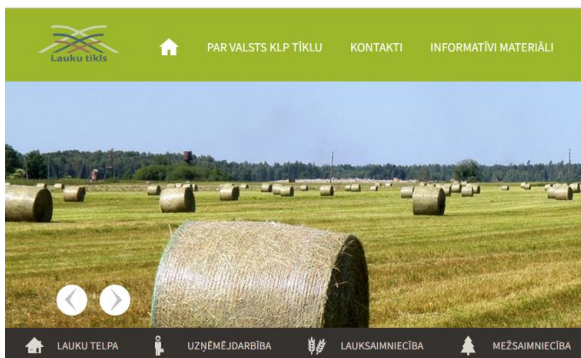 Lauku tīkls
PAR VALSTS KLP TĪKLU KONTAKTI INFORMATĪVI MATERIĀLI
LAUKU TELPA UZŅĒMĒJDARBĪBA LAUKSAIMNIECĪBA MEŽSAIMNIECĪBA